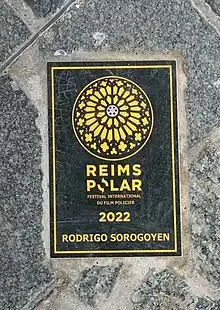 REIMS
POLAR
FESTIVAL INTERNATIONAL
DU FILM POLICIER
2022
RODRIGO SOROGOYEN